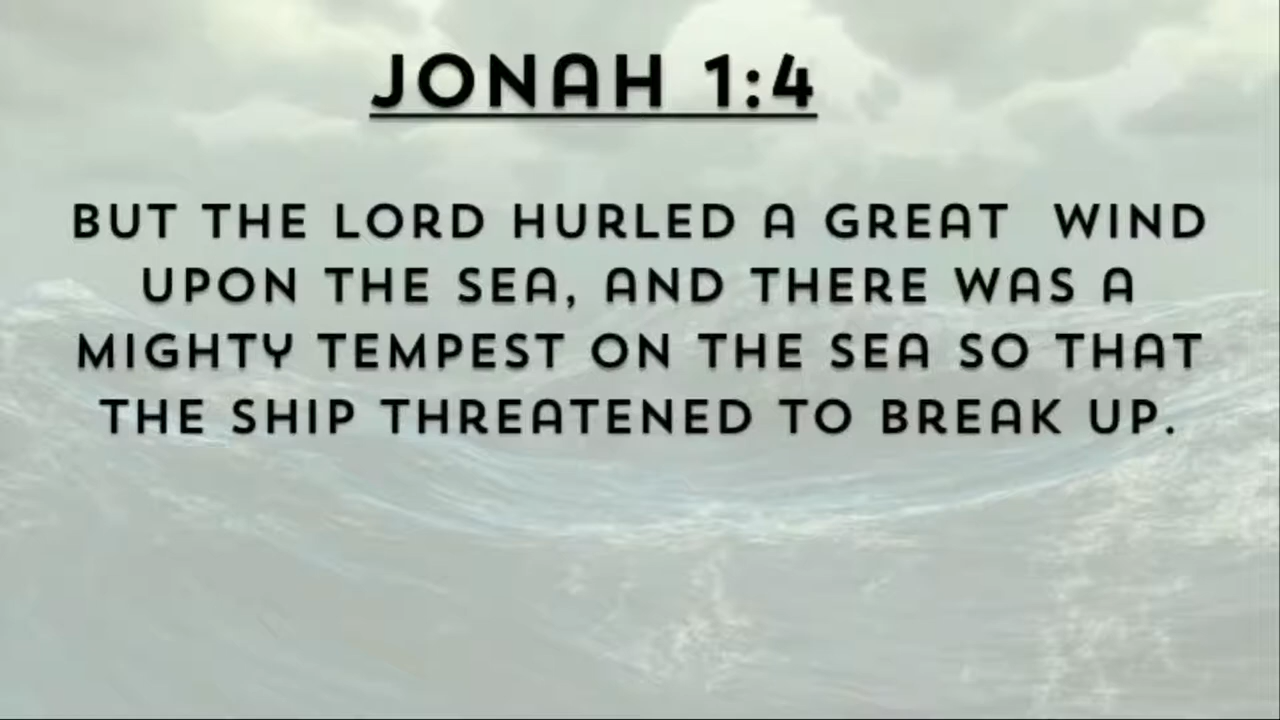 JONAH 1:4
BUT THE LORD HURLED A GREAT  WIND
UPON THE SEA, AND THERE WAS A
MIGHTY TEMPEST ON THE SEA SO THAT
THE SHIP THREATENED TO BREAK UP.